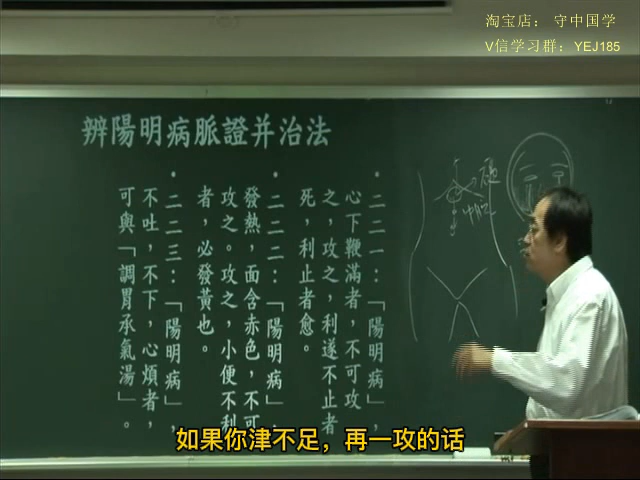 淘宝店： 守中国学
V信学习群：YEJ185
辨陽明病脈證并治法
• 二二一：「陽明病」，
心下鞕滿者，不可攻
之，攻之，利遂不止者
死，利止者愈。
• 二二二：「陽明病」，
發熱，面含赤色，不可
攻之。攻之，小便不利
者，必發黃也。
• 二二三：「陽明病」，
不吐，不下，心煩者，
可與「調胃承氣湯」。
如果你津不足，再一攻的话